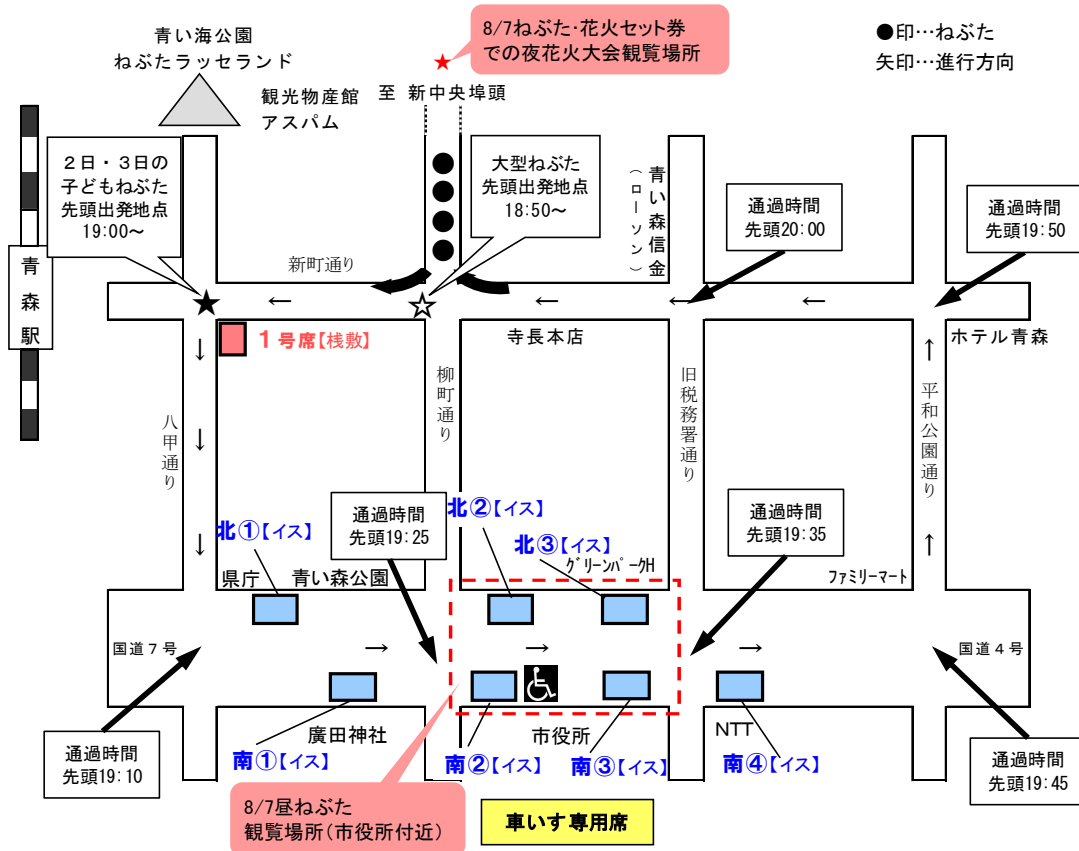 青い海公園
ねぶたラッセランド
8/7ねぶた・花火セット券
での夜花火大会観覧場所
●印…ねぶた
矢印…進行方向
観光物産館
アスパム
至 新中央埠頭
2日・3日の
子どもねぶた
先頭出発地点
19:00～
大型ねぶた
先頭出発地点
18:50～
青い森信金
(ローソン)
通過時間
先頭20:00
通過時間
先頭19:50
青森駅
新町通り
1号席【桟敷】
寺長本店
ホテル青森
八甲通り
柳町通り
旧税務署通り
平和公園通り
通過時間
先頭19:25
北②【イス】
通過時間
先頭19:35
北①【イス】
北③【イス】
県庁
青い森公園
グリーンパークH
ファミリーマート
国道7号
国道4号
廣田神社
市役所
NTT
通過時間
先頭19:10
南①【イス】
南②【イス】
南③【イス】
南④【イス】
通過時間
先頭19:45
8/7昼ねぶた
観覧場所(市役所付近)
車いす専用席